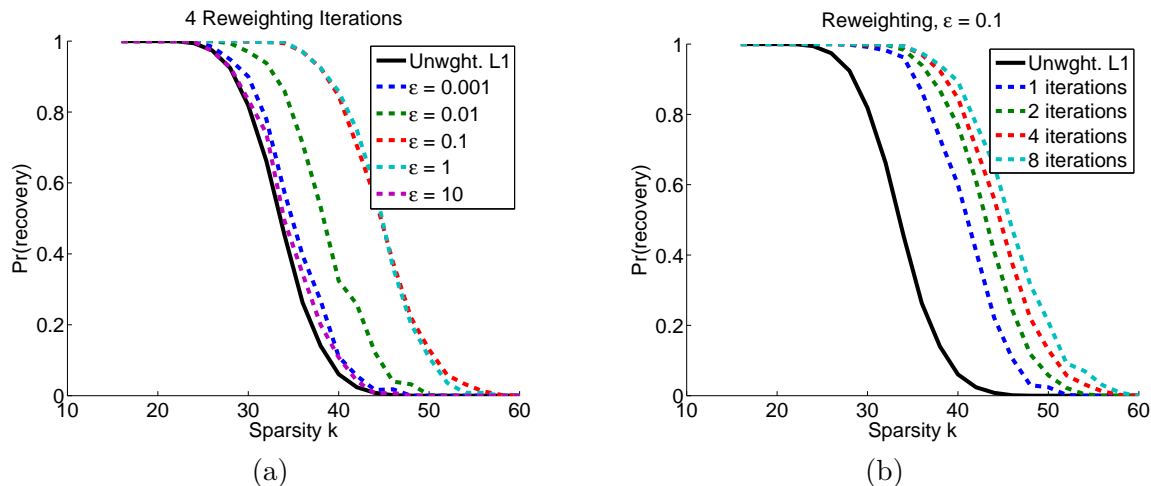 4 Reweighting Iterations
Pr(recovery)
1
0.8
0.6
0.4
0.2
0
10 20 30 40 50 60
Sparsity k
Unwght. L1
ε = 0.001
ε = 0.01
ε = 0.1
ε = 1
ε = 10
(a)
Reweighting, ε = 0.1
Pr(recovery)
1
0.8
0.6
0.4
0.2
0
10 20 30 40 50 60
Sparsity k
Unwght. L1
1 iterations
2 iterations
4 iterations
8 iterations
(b)